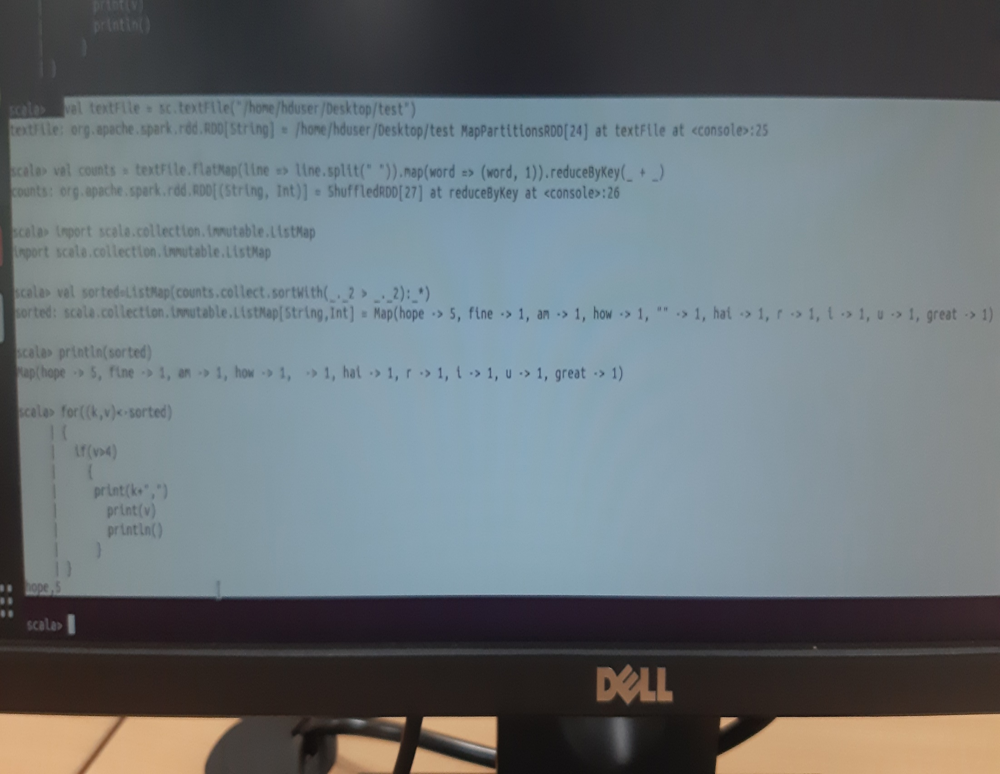 print(v)
println()
}
| }
scala> val textFile = sc.textFile("/home/hduser/Desktop/test")
textFile: org.apache.spark.rdd.RDD[String] = /home/hduser/Desktop/test MapPartitionsRDD[24] at textFile at <console>:25
scala> val counts = textFile.flatMap(line => line.split(" ")).map(word => (word, 1)).reduceByKey(_ + _)
counts: org.apache.spark.rdd.RDD[(String, Int)] = ShuffledRDD[27] at reduceByKey at <console>:26
scala> import scala.collection.immutable.ListMap
import scala.collection.immutable.ListMap
scala> val sorted=ListMap(counts.collect.sortWith(_._2 > _._2):_*)
sorted: scala.collection.immutable.ListMap[String,Int] = Map(hope -> 5, fine -> 1, am -> 1, how -> 1, "" -> 1, hai -> 1, r -> 1, i -> 1, u -> 1, great -> 1)
scala> println(sorted)
Map(hope -> 5, fine -> 1, am -> 1, how -> 1,  -> 1, hai -> 1, r -> 1, i -> 1, u -> 1, great -> 1)
scala> for((k,v)<-sorted)
| {
| if(v>4)
| {
| print(k+",")
| print(v)
| println()
| }
| }
hope,5
scala>
DELL